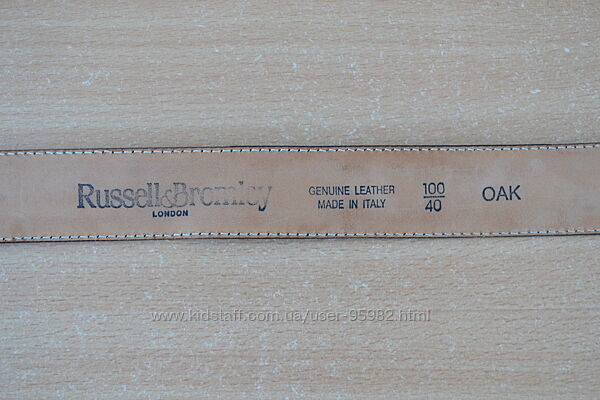 Russell&Bromley
LONDON
GENUINE LEATHER
MADE IN ITALY
100
40
OAK
www.kidstaff.com.ua/user-95982.html